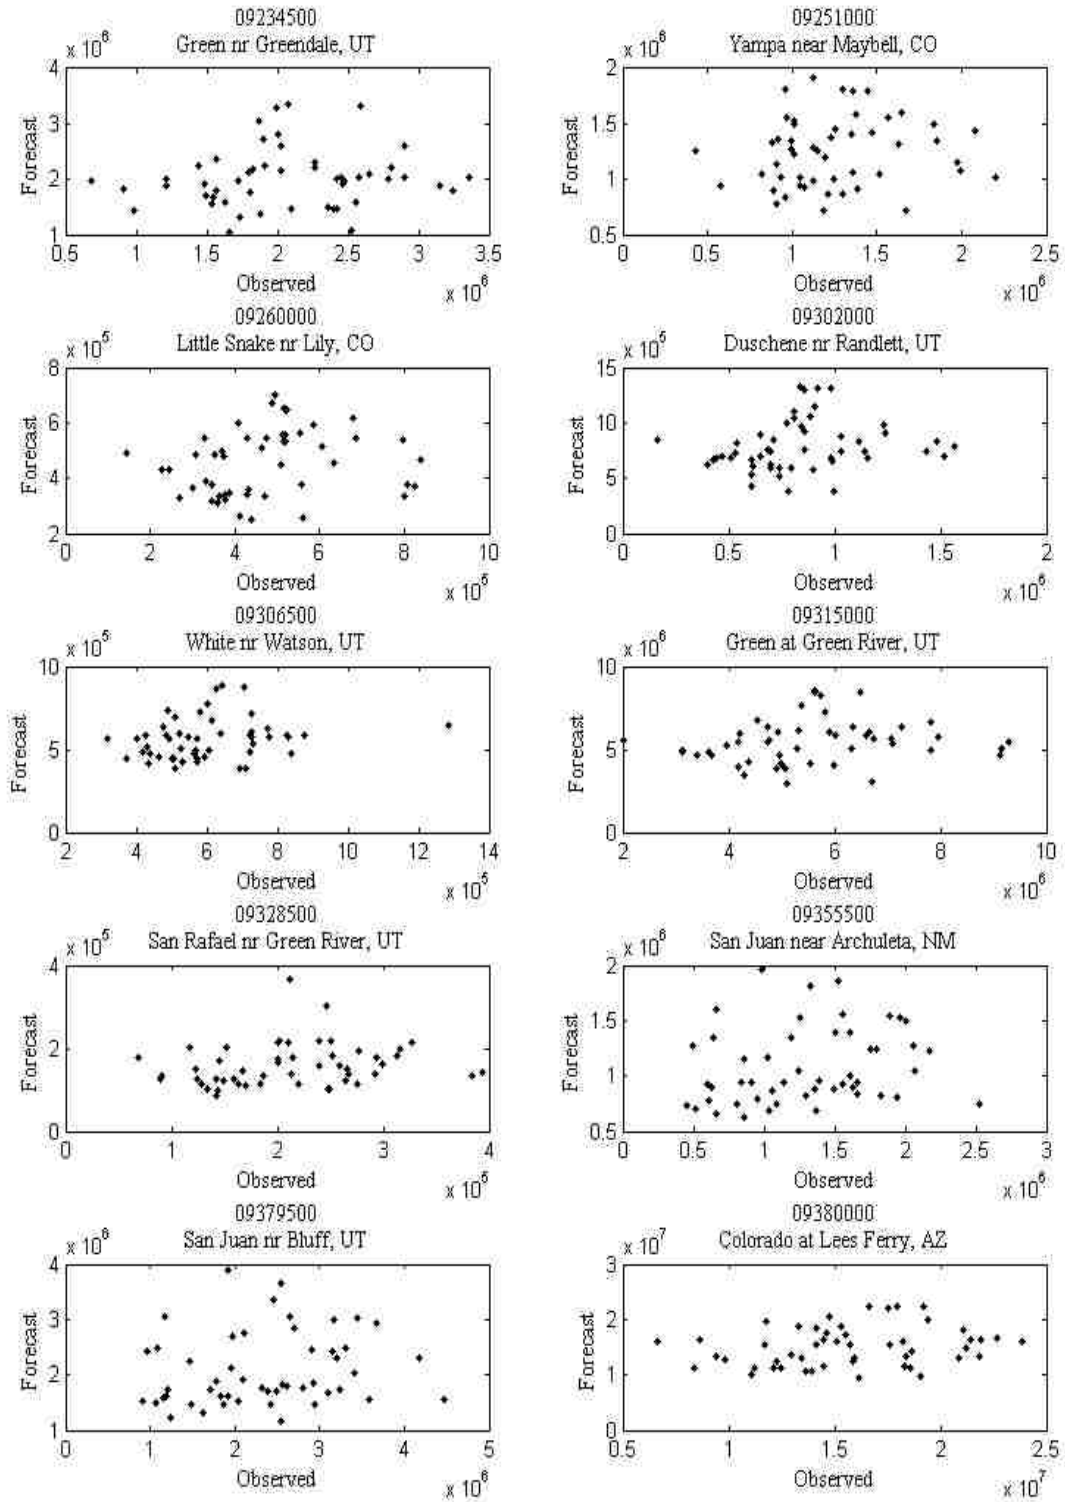 09234500
Green nr Greendale, UT
x 10^6
4
3
2
1
0.5 1 1.5 2 2.5 3 3.5
Forecast
Observed
x 10^6
09251000
Yampa near Maybell, CO
x 10^6
2
1.5
1
0.5
0 0.5 1 1.5 2 2.5
Forecast
Observed
x 10^6
09260000
Little Snake nr Lily, CO
x 10^5
8
6
4
2
0 2 4 6 8 10
Forecast
Observed
x 10^5
09302000
Duschene nr Randlett, UT
x 10^5
15
10
5
0
0 0.5 1 1.5 2
Forecast
Observed
x 10^6
09306500
White nr Watson, UT
x 10^5
10
5
0
2 4 6 8 10 12 14
Forecast
Observed
x 10^5
09315000
Green at Green River, UT
x 10^6
10
5
0
2 4 6 8 10
Forecast
Observed
x 10^6
09328500
San Rafael nr Green River, UT
x 10^5
4
2
0
0 1 2 3 4
Forecast
Observed
x 10^5
09355500
San Juan near Archuleta, NM
x 10^6
2
1.5
1
0.5
0 0.5 1 1.5 2 2.5 3
Forecast
Observed
x 10^6
09379500
San Juan nr Bluff, UT
x 10^6
4
3
2
1
0 1 2 3 4 5
Forecast
Observed
x 10^6
09380000
Colorado at Lees Ferry, AZ
x 10^7
3
2
1
0
0.5 1 1.5 2 2.5
Forecast
Observed
x 10^7